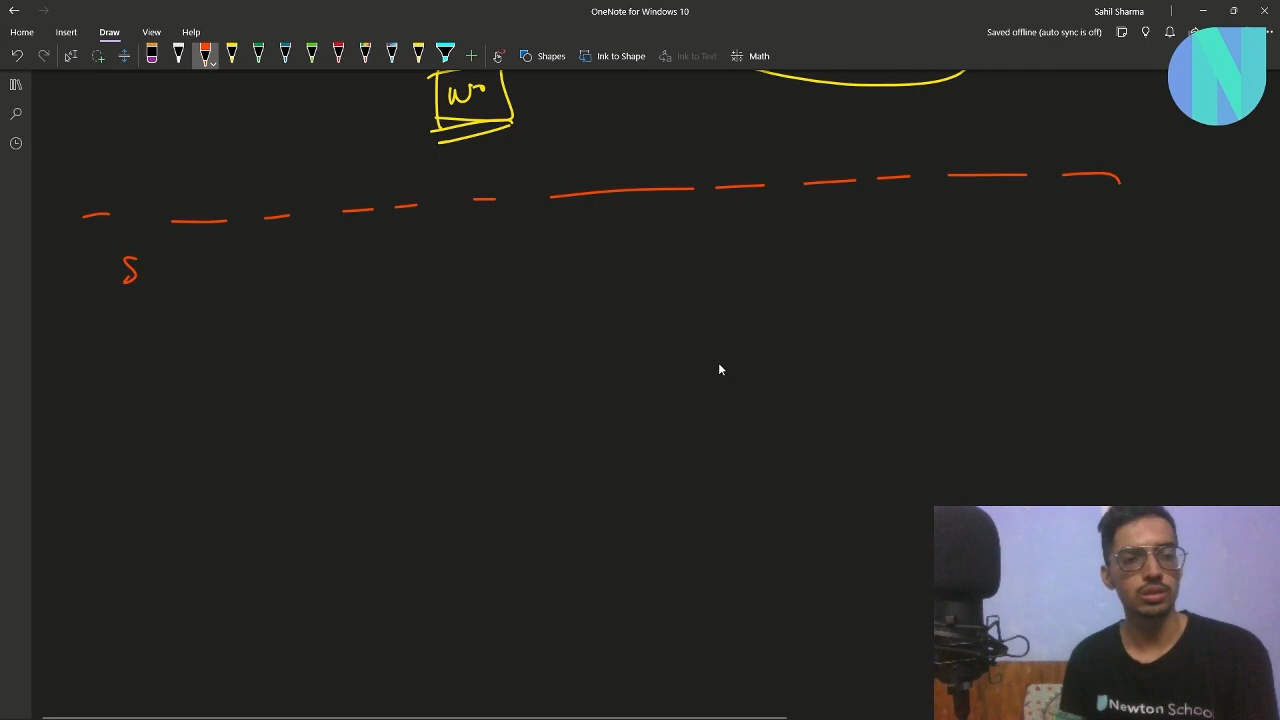 OneNote for Windows 10
Sahil Sharma
Home Insert Draw View Help
Saved offline (auto sync is off)
Shapes Ink to Shape Ink to Text Math
S
Newton School